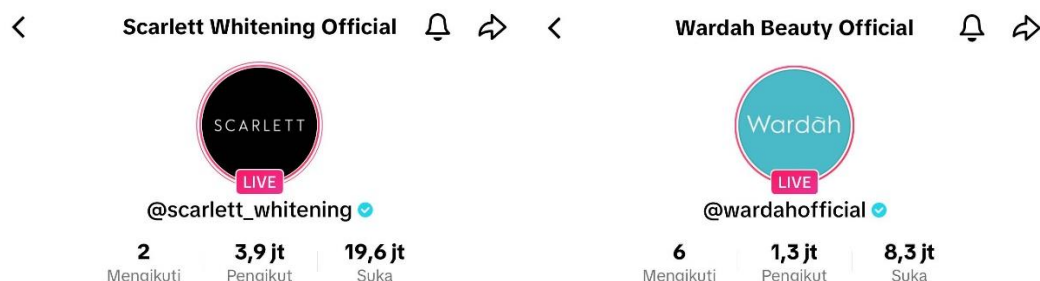 Scarlett Whitening Official
SCARLETT
LIVE
@scarlett_whitening
2 3,9 jt 19,6 jt
Mengikuti Pengikut Suka
Wardah Beauty Official
Wardah
LIVE
@wardahofficial
6 1,3 jt 8,3 jt
Mengikuti Pengikut Suka